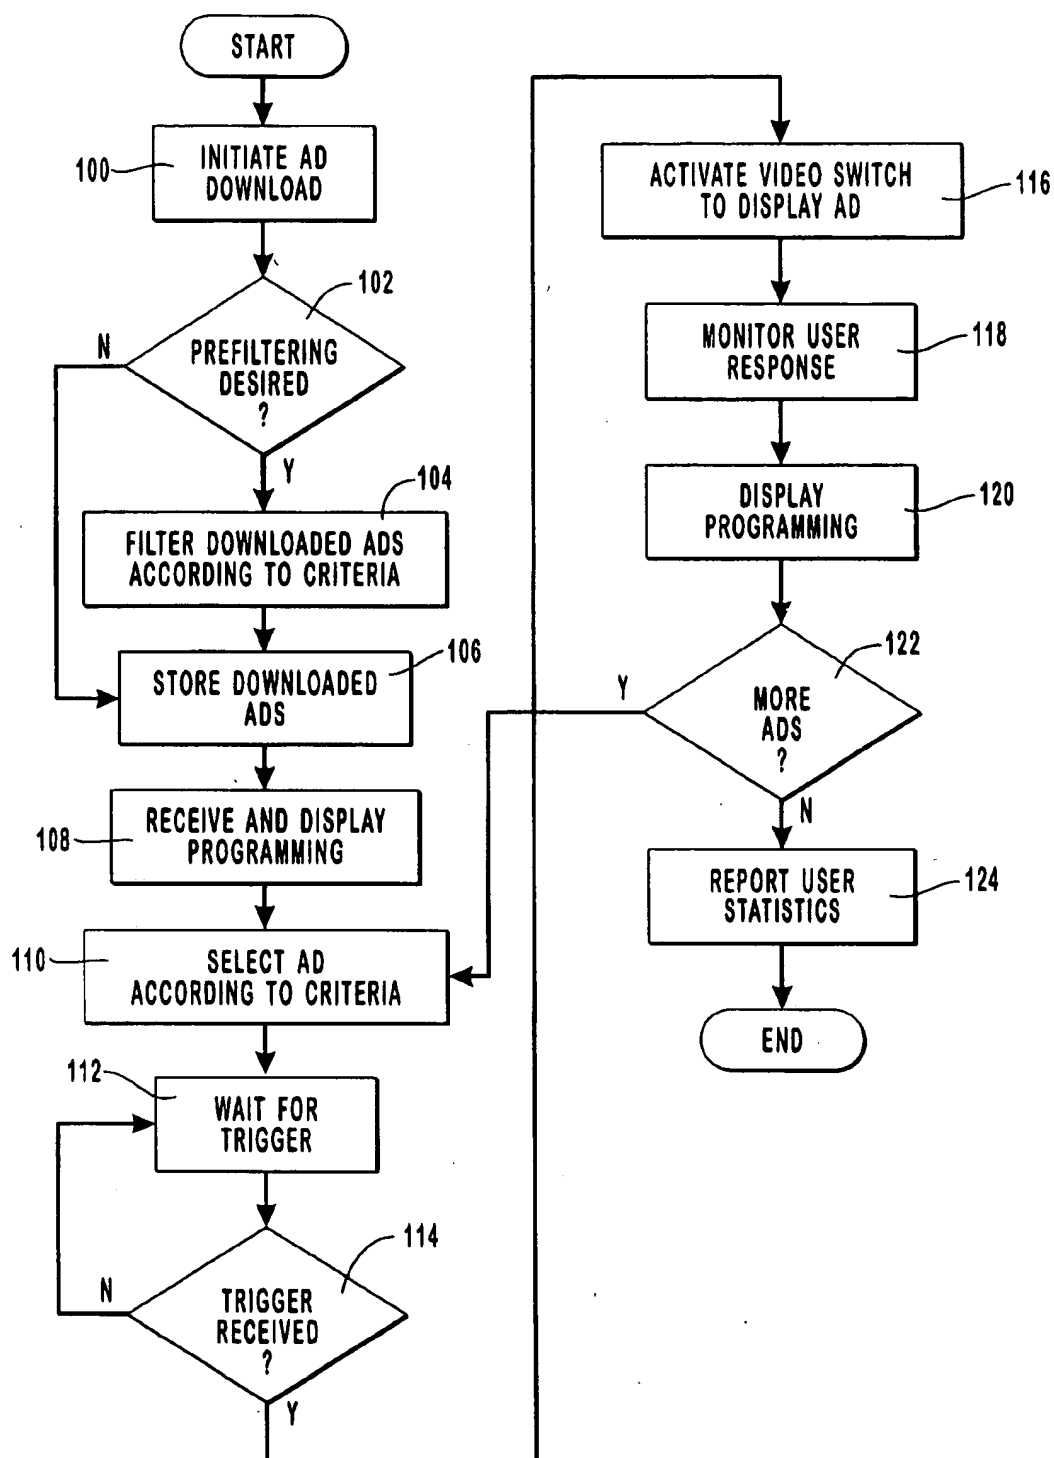 START
INITIATE AD
DOWNLOAD
100
102
PREFILTERING
DESIRED
?
N
Y
104
FILTER DOWNLOADED ADS
ACCORDING TO CRITERIA
106
STORE DOWNLOADED
ADS
108
RECEIVE AND DISPLAY
PROGRAMMING
110
SELECT AD
ACCORDING TO CRITERIA
112
WAIT FOR
TRIGGER
114
TRIGGER
RECEIVED
?
N
Y
ACTIVATE VIDEO SWITCH
TO DISPLAY AD
116
MONITOR USER
RESPONSE
118
DISPLAY
PROGRAMMING
120
122
MORE
ADS
?
Y
N
REPORT USER
STATISTICS
124
END